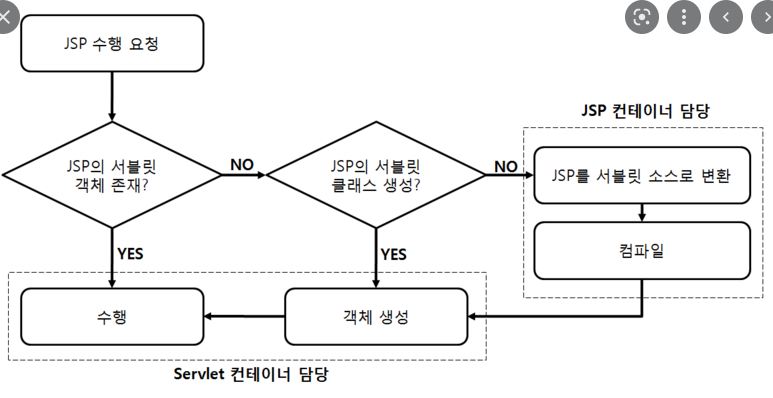 JSP 수행 요청
JSP 컨테이너 담당
JSP의 서블릿
객체 존재?
NO
JSP의 서블릿
클래스 생성?
NO
JSP를 서블릿 소스로 변환
컴파일
YES
YES
수행
객체 생성
Servlet 컨테이너 담당